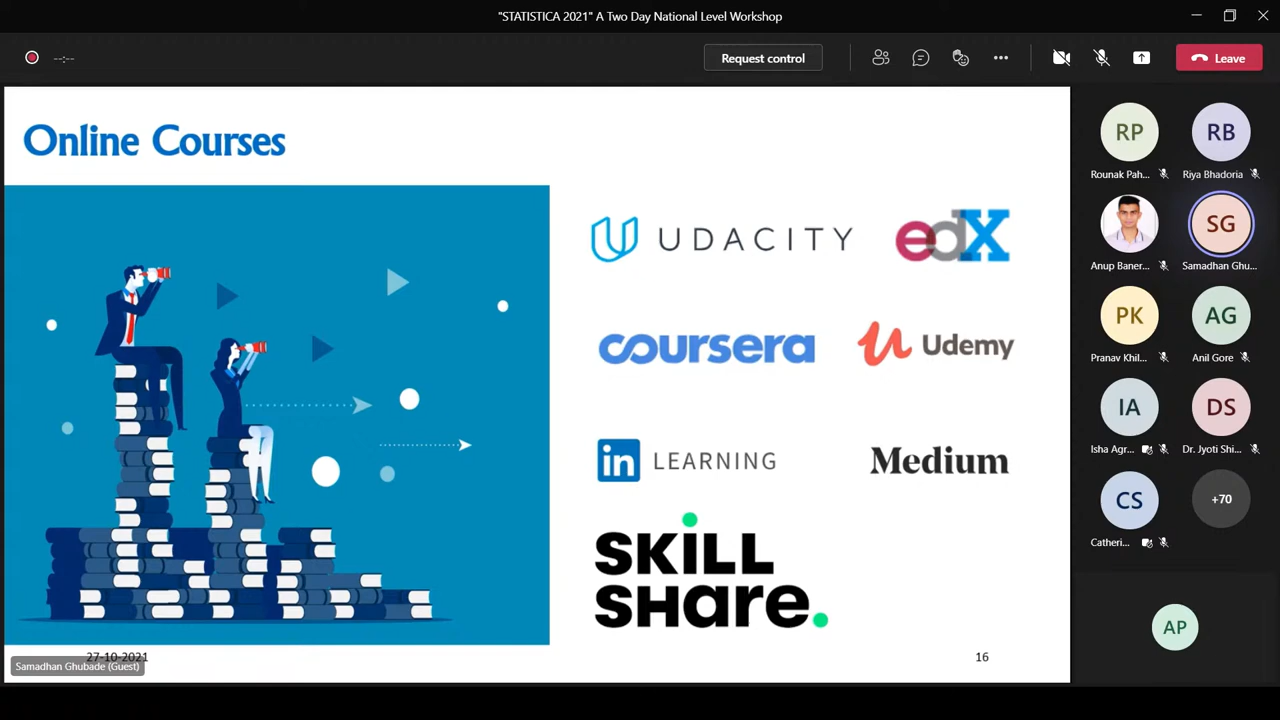 "STATISTICA 2021" A Two Day National Level Workshop
--:--
Request control
Leave
Online Courses
UDACITY
edX
coursera
Udemy
in LEARNING
Medium
SKILL
SHare.
27-10-2021
16
Samadhan Ghubade (Guest)
RP
RB
Rounak Pah...
Riya Bhadoria
SG
Anup Baner...
Samadhan Ghu...
PK
AG
Pranav Khil...
Anil Gore
IA
DS
Isha Agr...
Dr. Jyoti Shi...
CS
+70
Catheri...
AP